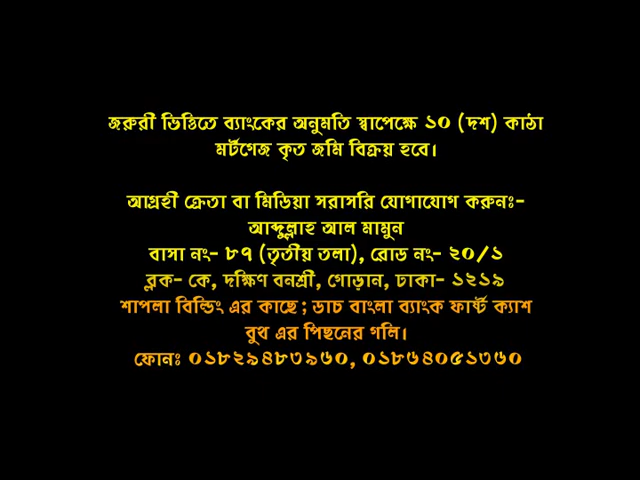 জরুরী ভিত্তিতে ব্যাংকের অনুমতি স্বাপেক্ষে ১০ (দশ) কাঠা
মর্টগেজ কৃত জমি বিক্রয় হবে।
আগ্রহী ক্রেতা বা মিডিয়া সরাসরি যোগাযোগ করুনঃ-
আব্দুল্লাহ আল মামুন
বাসা নং- ৮৭ (তৃতীয় তলা), রোড নং- ২০/১
ব্লক- কে, দক্ষিণ বনশ্রী, গোড়ান, ঢাকা- ১২১৯
শাপলা বিল্ডিং এর কাছে ; ডাচ বাংলা ব্যাংক ফার্ষ্ট ক্যাশ
বুথ এর পিছনের গলি।
ফোনঃ ০১৮২৯৪৮৩৯৬০, ০১৮৬৪০৫১৩৬০